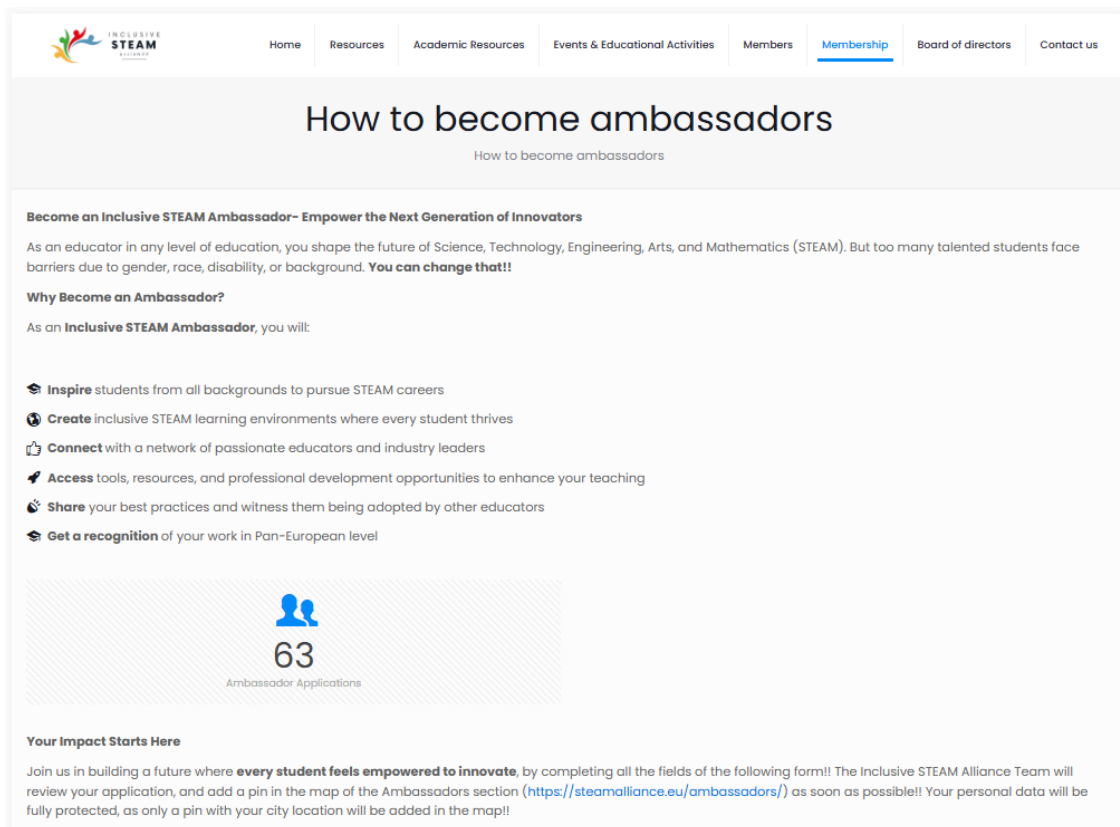 INCLUSIVE
STEAM
ALLIANCE
Home
Resources
Academic Resources
Events & Educational Activities
Members
Membership
Board of directors
Contact us
How to become ambassadors
How to become ambassadors
Become an Inclusive STEAM Ambassador- Empower the Next Generation of Innovators
As an educator in any level of education, you shape the future of Science, Technology, Engineering, Arts, and Mathematics (STEAM). But too many talented students face
barriers due to gender, race, disability, or background. You can change that!!
Why Become an Ambassador?
As an Inclusive STEAM Ambassador, you will:
Inspire students from all backgrounds to pursue STEAM careers
Create inclusive STEAM learning environments where every student thrives
Connect with a network of passionate educators and industry leaders
Access tools, resources, and professional development opportunities to enhance your teaching
Share your best practices and witness them being adopted by other educators
Get a recognition of your work in Pan-European level
63
Ambassador Applications
Your Impact Starts Here
Join us in building a future where every student feels empowered to innovate, by completing all the fields of the following form!! The Inclusive STEAM Alliance Team will
review your application, and add a pin in the map of the Ambassadors section (https://steamalliance.eu/ambassadors/) as soon as possible!! Your personal data will be
fully protected, as only a pin with your city location will be added in the map!!